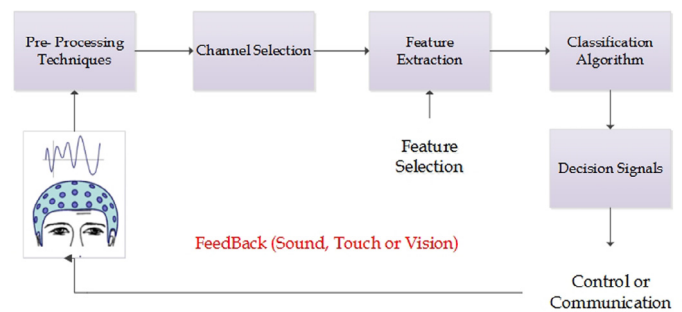 Pre- Processing
Techniques
Channel Selection
Feature
Extraction
Classification
Algorithm
Feature
Selection
Decision Signals
FeedBack (Sound, Touch or Vision)
Control or
Communication